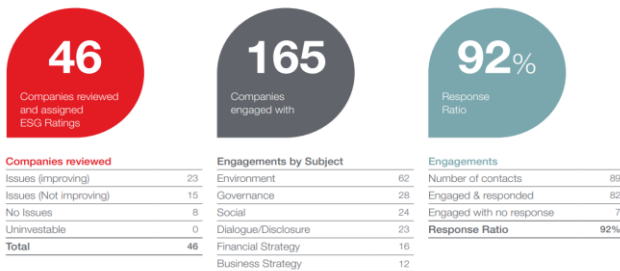 46
Companies reviewed
and assigned
ESG Ratings
165
Companies
engaged with
92%
Response
Ratio
Companies reviewed
Issues (improving) 23
Issues (Not improving) 15
No Issues 8
Uninvestable 0
Total 46
Engagements by Subject
Environment 62
Governance 28
Social 24
Dialogue/Disclosure 23
Financial Strategy 16
Business Strategy 12
Engagements
Number of contacts 89
Engaged & responded 82
Engaged with no response 7
Response Ratio 92%